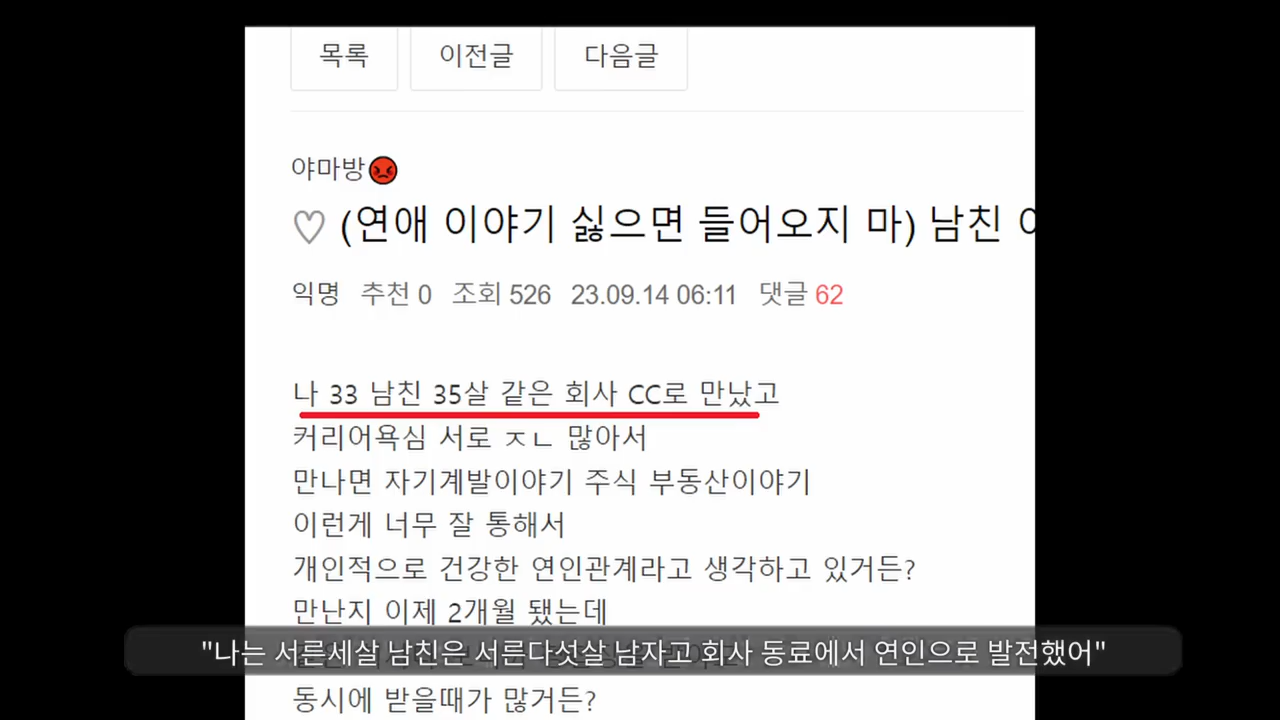 목록 이전글 다음글
야마방😡
♡ (연애 이야기 싫으면 들어오지 마) 남친
익명 추천 0 조회 526 23.09.14 06:11 댓글 62
나 33 남친 35살 같은 회사 CC로 만났고
커리어욕심 서로 ㅈㄴ 많아서
만나면 자기계발이야기 주식 부동산이야기
이런게 너무 잘 통해서
개인적으로 건강한 연인관계라고 생각하고 있거든?
만난지 이제 2개월 됐는데
"나는 서른세살 남친은 서른다섯살 남자고 회사 동료에서 연인으로 발전했어"
동시에 받을때가 많거든?